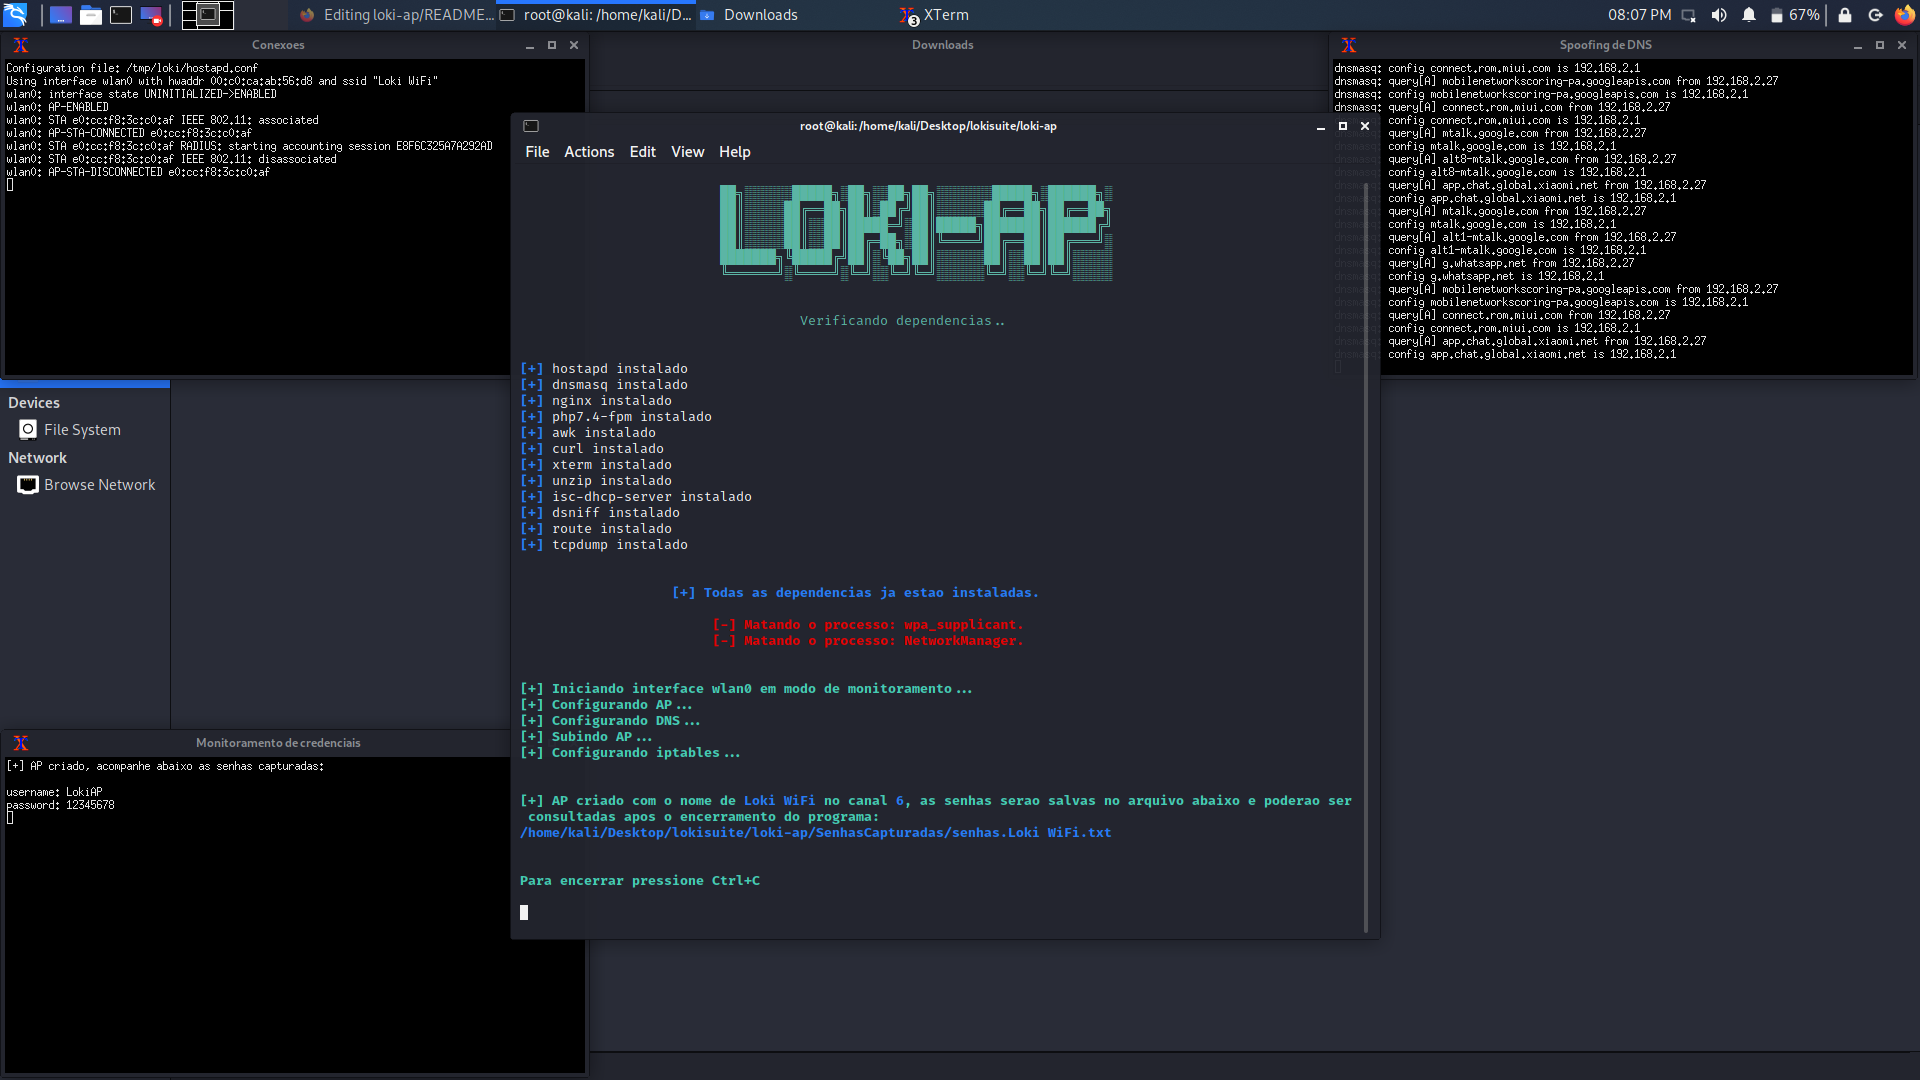 Editing loki-ap/README...
root@kali: /home/kali/D...
Downloads
3
XTerm
08:07 PM
67%
Conexoes
Configuration file: /tmp/loki/hostapd.conf
Using interface wlan0 with hwaddr 00:c0:ca:ab:56:d8 and ssid "Loki WiFi"
wlan0: interface state UNINITIALIZED->ENABLED
wlan0: AP-ENABLED
wlan0: STA e0:cc:f8:3c:c0:af IEEE 802.11: associated
wlan0: AP-STA-CONNECTED e0:cc:f8:3c:c0:af
wlan0: STA e0:cc:f8:3c:c0:af RADIUS: starting accounting session E8F6C325A7A292AD
wlan0: STA e0:cc:f8:3c:c0:af IEEE 802.11: disassociated
wlan0: AP-STA-DISCONNECTED e0:cc:f8:3c:c0:af
Downloads
Spoofing de DNS
dnsmasq: config connect.rom.miui.com is 192.168.2.1
dnsmasq: query[A] mobilenetworkscoring-pa.googleapis.com from 192.168.2.27
dnsmasq: config mobilenetworkscoring-pa.googleapis.com is 192.168.2.1
dnsmasq: query[A] connect.rom.miui.com from 192.168.2.27
dnsmasq: config connect.rom.miui.com is 192.168.2.1
dnsmasq: query[A] mtalk.google.com from 192.168.2.27
dnsmasq: config mtalk.google.com is 192.168.2.1
dnsmasq: query[A] alt8-mtalk.google.com from 192.168.2.27
dnsmasq: config alt8-mtalk.google.com is 192.168.2.1
dnsmasq: query[A] app.chat.global.xiaomi.net from 192.168.2.27
dnsmasq: config app.chat.global.xiaomi.net is 192.168.2.1
dnsmasq: query[A] mtalk.google.com from 192.168.2.27
dnsmasq: config mtalk.google.com is 192.168.2.1
dnsmasq: query[A] alt1-mtalk.google.com from 192.168.2.27
dnsmasq: config alt1-mtalk.google.com is 192.168.2.1
dnsmasq: query[A] g.whatsapp.net from 192.168.2.27
dnsmasq: config g.whatsapp.net is 192.168.2.1
dnsmasq: query[A] mobilenetworkscoring-pa.googleapis.com from 192.168.2.27
dnsmasq: config mobilenetworkscoring-pa.googleapis.com is 192.168.2.1
dnsmasq: query[A] connect.rom.miui.com from 192.168.2.27
dnsmasq: config connect.rom.miui.com is 192.168.2.1
dnsmasq: query[A] app.chat.global.xiaomi.net from 192.168.2.27
dnsmasq: config app.chat.global.xiaomi.net is 192.168.2.1
root@kali: /home/kali/Desktop/lokisuite/loki-ap
File Actions Edit View Help
LOKI-AP
Verificando dependencias..
[+] hostapd instalado
[+] dnsmasq instalado
[+] nginx instalado
[+] php7.4-fpm instalado
[+] awk instalado
[+] curl instalado
[+] xterm instalado
[+] unzip instalado
[+] isc-dhcp-server instalado
[+] dsniff instalado
[+] route instalado
[+] tcpdump instalado
[+] Todas as dependencias ja estao instaladas.
[-] Matando o processo: wpa_supplicant.
[-] Matando o processo: NetworkManager.
[+] Iniciando interface wlan0 em modo de monitoramento...
[+] Configurando AP...
[+] Configurando DNS...
[+] Subindo AP...
[+] Configurando iptables...
[+] AP criado com o nome de Loki WiFi no canal 6, as senhas serao salvas no arquivo abaixo e poderao ser
consultadas apos o encerramento do programa:
/home/kali/Desktop/lokisuite/loki-ap/SenhasCapturadas/senhas.Loki WiFi.txt
Para encerrar pressione Ctrl+C
Devices
File System
Network
Browse Network
Monitoramento de credenciais
[+] AP criado, acompanhe abaixo as senhas capturadas:
username: LokiAP
password: 12345678